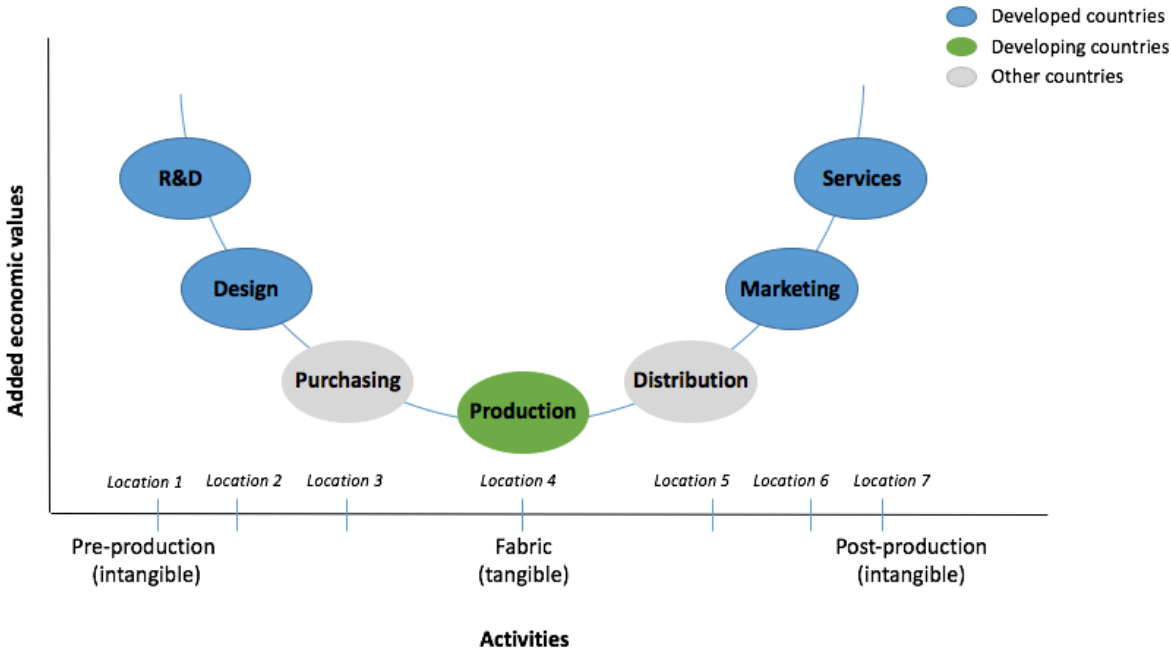 Developed countries
Developing countries
Other countries
Added economic values
R&D
Services
Design
Marketing
Purchasing
Production
Distribution
Location 1
Location 2
Location 3
Location 4
Location 5
Location 6
Location 7
Pre-production
(intangible)
Fabric
(tangible)
Post-production
(intangible)
Activities